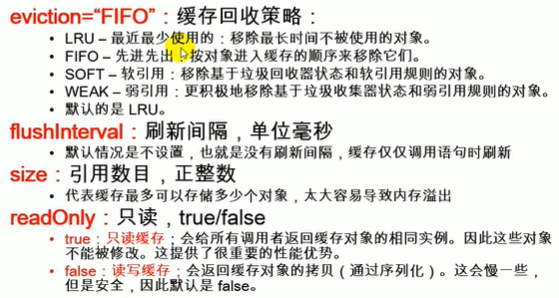 eviction=“FIFO”：缓存回收策略：
• LRU – 最近最少使用的：移除最长时间不被使用的对象。
• FIFO – 先进先出：按对象进入缓存的顺序来移除它们。
• SOFT – 软引用：移除基于垃圾回收器状态和软引用规则的对象。
• WEAK – 弱引用：更积极地移除基于垃圾收集器状态和弱引用规则的对象。
• 默认的是 LRU。
flushInterval：刷新间隔，单位毫秒
• 默认情况是不设置，也就是没有刷新间隔，缓存仅仅调用语句时刷新
size：引用数目，正整数
• 代表缓存最多可以存储多少个对象，太大容易导致内存溢出
readOnly：只读，true/false
• true：只读缓存；会给所有调用者返回缓存对象的相同实例。因此这些对象
不能被修改。这提供了很重要的性能优势。
• false：读写缓存；会返回缓存对象的拷贝（通过序列化）。这会慢一些，
但是安全，因此默认是 false。